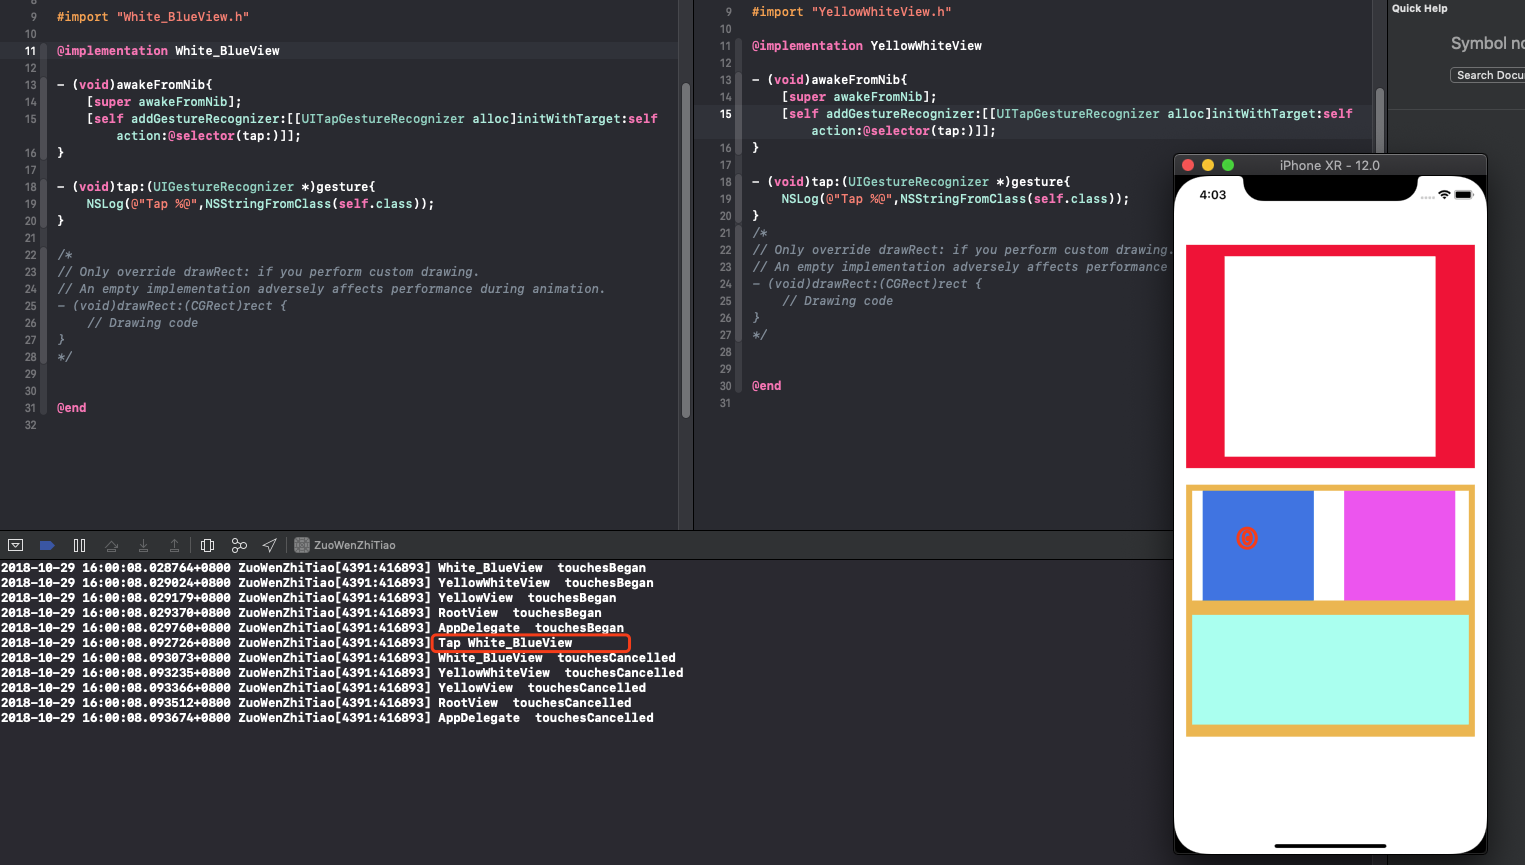 8
9 #import "White_BlueView.h"
10
11 @implementation White_BlueView
12
13 - (void)awakeFromNib{
14 [super awakeFromNib];
15 [self addGestureRecognizer:[[UITapGestureRecognizer alloc]initWithTarget:self
action:@selector(tap:)]];
16 }
17
18 - (void)tap:(UIGestureRecognizer *)gesture{
19 NSLog(@"Tap %@",NSStringFromClass(self.class));
20 }
21
22 /*
23 // Only override drawRect: if you perform custom drawing.
24 // An empty implementation adversely affects performance during animation.
25 - (void)drawRect:(CGRect)rect {
26 // Drawing code
27 }
28 */
29
30
31 @end
32
9 #import "YellowWhiteView.h"
10
11 @implementation YellowWhiteView
12
13 - (void)awakeFromNib{
14 [super awakeFromNib];
15 [self addGestureRecognizer:[[UITapGestureRecognizer alloc]initWithTarget:self
action:@selector(tap:)]];
16 }
17
18 - (void)tap:(UIGestureRecognizer *)gesture{
19 NSLog(@"Tap %@",NSStringFromClass(self.class));
20 }
21 /*
22 // Only override drawRect: if you perform custom drawing.
23 // An empty implementation adversely affects performance
24 - (void)drawRect:(CGRect)rect {
25 // Drawing code
26 }
27 */
28
29
30 @end
31
Quick Help
Symbol no
Search Docu
iPhone XR - 12.0
4:03
ZuoWenZhiTiao
2018-10-29 16:00:08.028764+0800 ZuoWenZhiTiao[4391:416893] White_BlueView touchesBegan
2018-10-29 16:00:08.029024+0800 ZuoWenZhiTiao[4391:416893] YellowWhiteView touchesBegan
2018-10-29 16:00:08.029179+0800 ZuoWenZhiTiao[4391:416893] YellowView touchesBegan
2018-10-29 16:00:08.029370+0800 ZuoWenZhiTiao[4391:416893] RootView touchesBegan
2018-10-29 16:00:08.029760+0800 ZuoWenZhiTiao[4391:416893] AppDelegate touchesBegan
2018-10-29 16:00:08.092726+0800 ZuoWenZhiTiao[4391:416893] Tap White_BlueView
2018-10-29 16:00:08.093073+0800 ZuoWenZhiTiao[4391:416893] White_BlueView touchesCancelled
2018-10-29 16:00:08.093235+0800 ZuoWenZhiTiao[4391:416893] YellowWhiteView touchesCancelled
2018-10-29 16:00:08.093366+0800 ZuoWenZhiTiao[4391:416893] YellowView touchesCancelled
2018-10-29 16:00:08.093512+0800 ZuoWenZhiTiao[4391:416893] RootView touchesCancelled
2018-10-29 16:00:08.093674+0800 ZuoWenZhiTiao[4391:416893] AppDelegate touchesCancelled